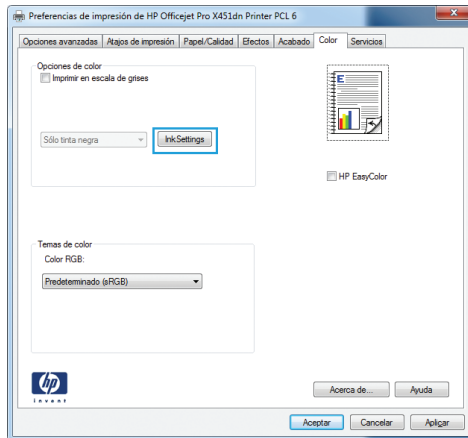 Preferencias de impresión de HP Officejet Pro X451dn Printer PCL 6
Opciones avanzadas Atajos de impresión Papel/Calidad Efectos Acabado Color Servicios
Opciones de color
Imprimir en escala de grises
E
Sólo tinta negra InkSettings
HP EasyColor
Temas de color
Color RGB:
Predeterminado (sRGB)
hp
invent
Acerca de... Ayuda
Aceptar Cancelar Aplicar